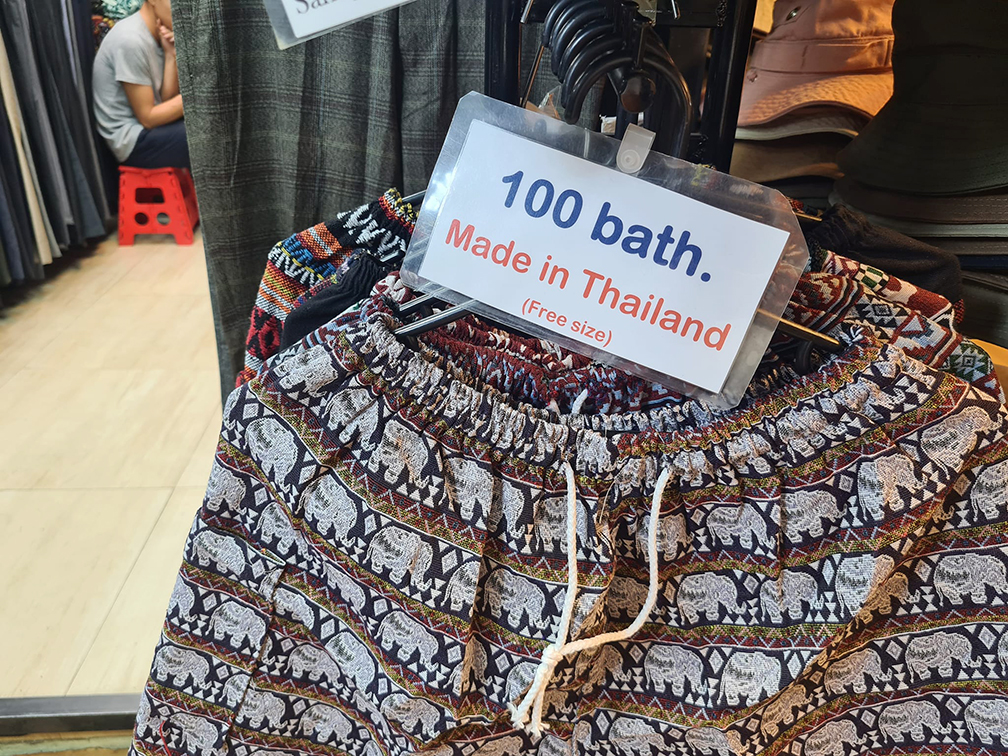 100 bath.
Made in Thailand
(Free size)